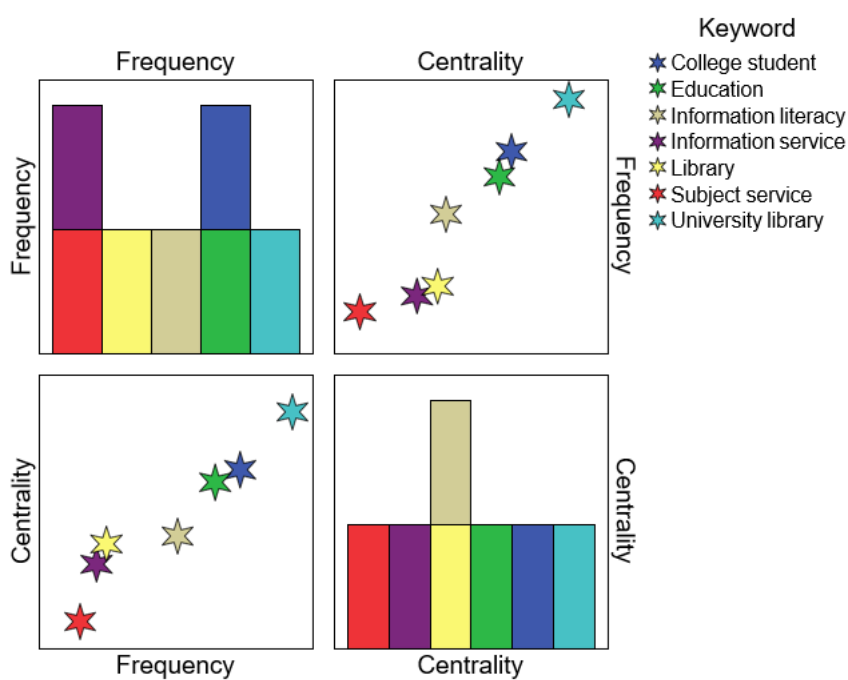 Keyword
Frequency
Centrality
College student
Education
Information literacy
Information service
Library
Subject service
University library
Frequency
Frequency
Centrality
Centrality
Frequency
Centrality